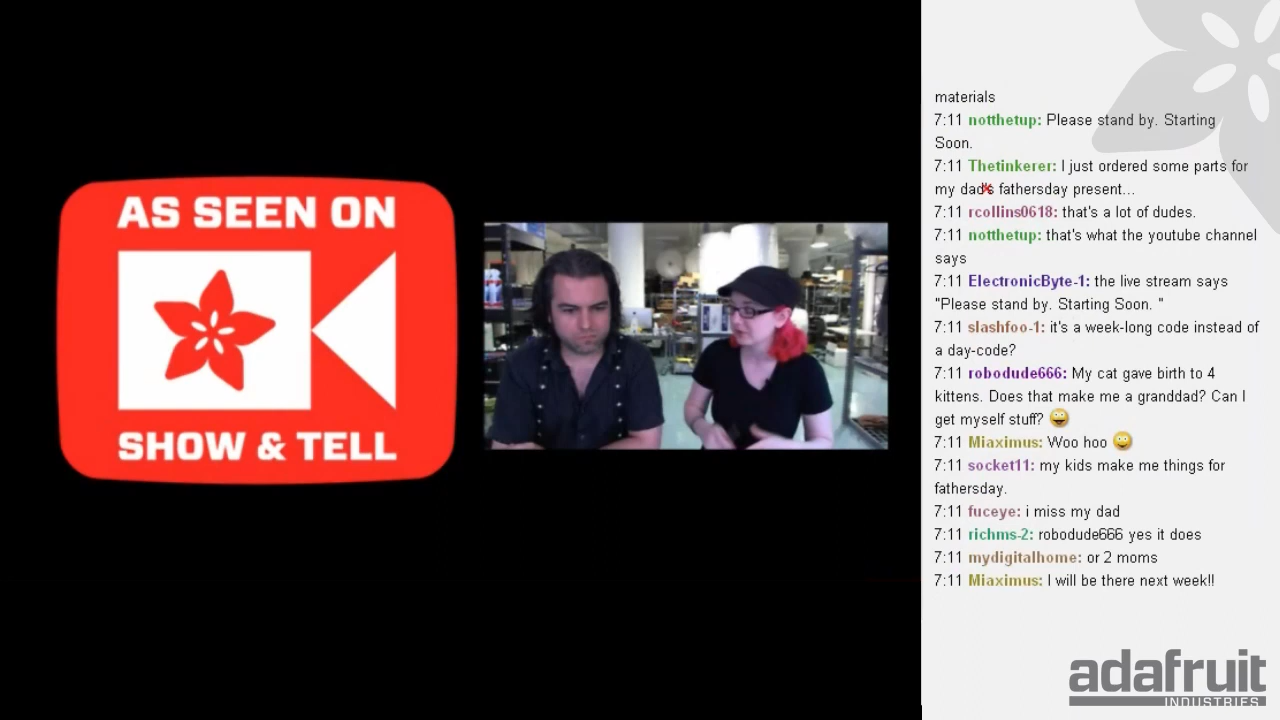 AS SEEN ON
SHOW & TELL
materials
7:11 notthetup: Please stand by. Starting
Soon.
7:11 Thetinkerer: I just ordered some parts for
my dad's fathersday present...
7:11 rcollins0618: that's a lot of dudes.
7:11 notthetup: that's what the youtube channel
says
7:11 ElectronicByte-1: the live stream says
"Please stand by. Starting Soon. "
7:11 slashfoo-1: it's a week-long code instead of
a day-code?
7:11 robodude666: My cat gave birth to 4
kittens. Does that make me a granddad? Can I
get myself stuff?
7:11 Miaximus: Woo hoo
7:11 socket11: my kids make me things for
fathersday.
7:11 fuceye: i miss my dad
7:11 richms-2: robodude666 yes it does
7:11 mydigitalhome: or 2 moms
7:11 Miaximus: I will be there next week!!
adafruit
INDUSTRIES